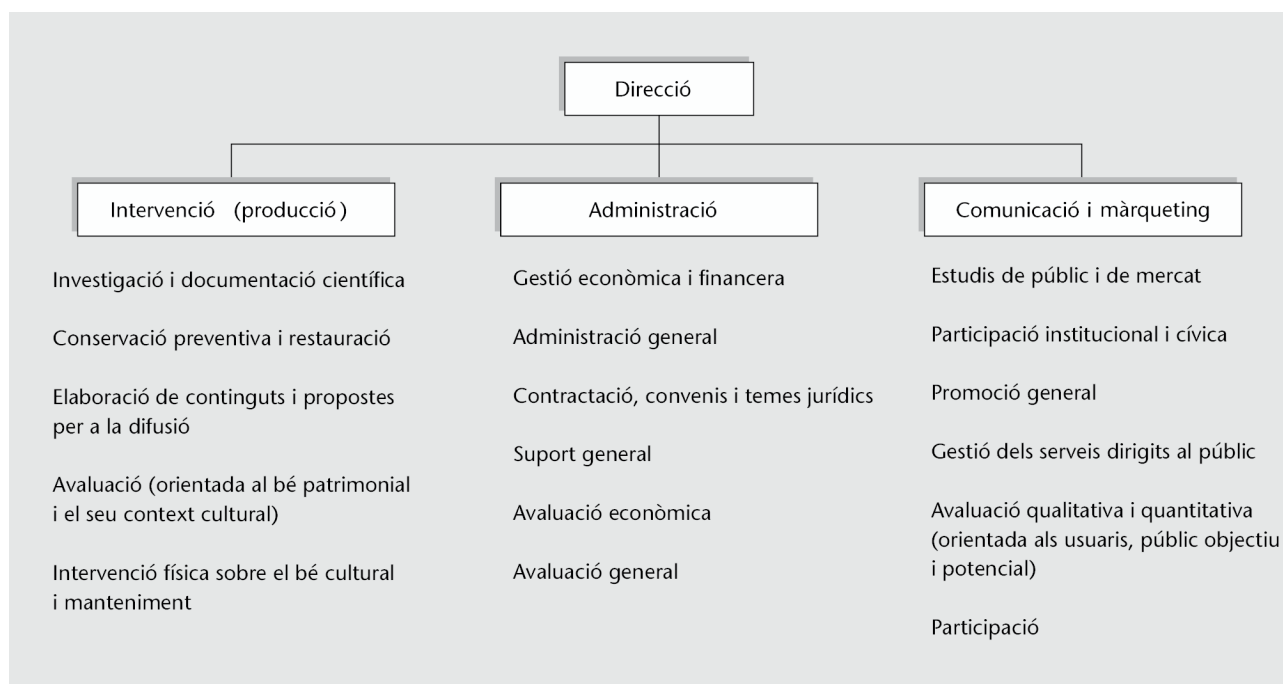 Direcció
Intervenció (producció)
Investigació i documentació científica
Conservació preventiva i restauració
Elaboració de continguts i propostes
per a la difusió
Avaluació (orientada al bé patrimonial
i el seu context cultural)
Intervenció física sobre el bé cultural
i manteniment
Administració
Gestió econòmica i financera
Administració general
Contractació, convenis i temes jurídics
Suport general
Avaluació econòmica
Avaluació general
Comunicació i màrqueting
Estudis de públic i de mercat
Participació institucional i cívica
Promoció general
Gestió dels serveis dirigits al públic
Avaluació qualitativa i quantitativa
(orientada als usuaris, públic objectiu
i potencial)
Participació